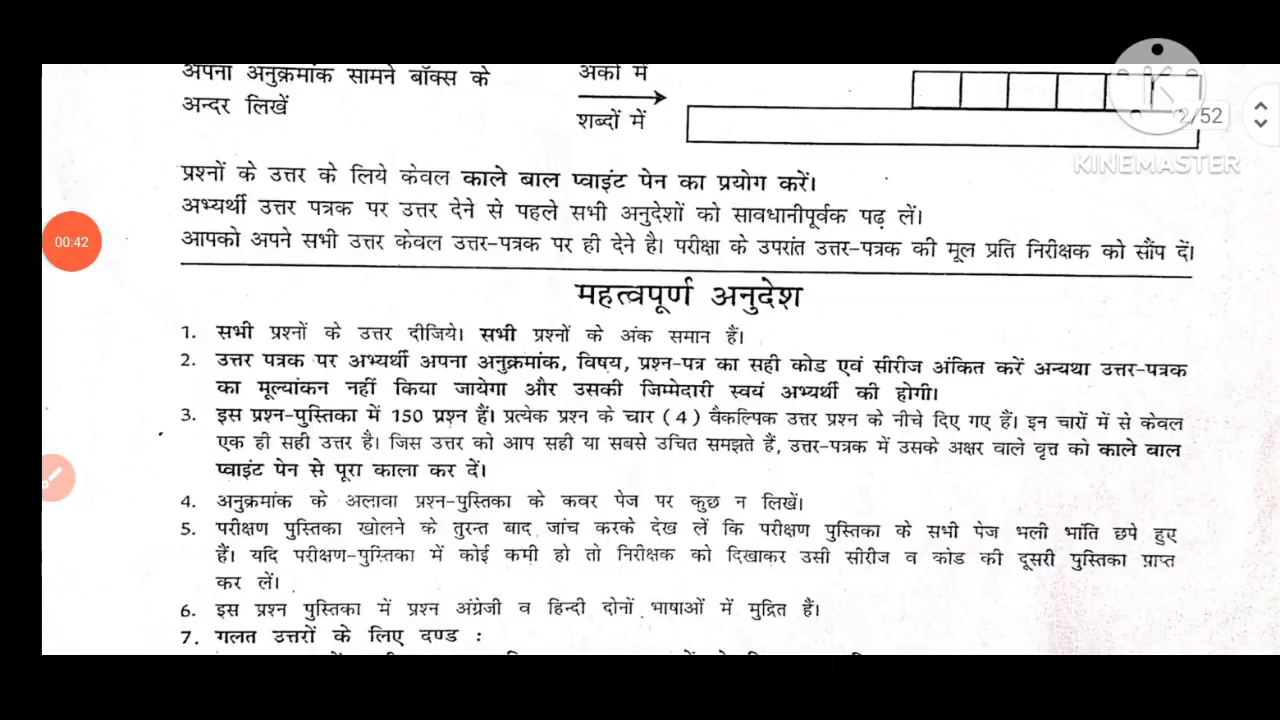 अपना अनुक्रमांक सामने बॉक्स के
अन्दर लिखें
अंकों में
शब्दों में
2/52
KINEMASTER
प्रश्नों के उत्तर के लिये केवल काले बाल प्वाइंट पेन का प्रयोग करें।
अभ्यर्थी उत्तर पत्रक पर उत्तर देने से पहले सभी अनुदेशों को सावधानीपूर्वक पढ़ लें।
आपको अपने सभी उत्तर केवल उत्तर-पत्रक पर ही देने है। परीक्षा के उपरांत उत्तर-पत्रक की मूल प्रति निरीक्षक को सौंप दें।
00:42
महत्वपूर्ण अनुदेश
1. सभी प्रश्नों के उत्तर दीजिये। सभी प्रश्नों के अंक समान हैं।
2. उत्तर पत्रक पर अभ्यर्थी अपना अनुक्रमांक, विषय, प्रश्न-पत्र का सही कोड एवं सीरीज अंकित करें अन्यथा उत्तर-पत्रक
का मूल्यांकन नहीं किया जायेगा और उसकी जिम्मेदारी स्वयं अभ्यर्थी की होगी।
3. इस प्रश्न-पुस्तिका में 150 प्रश्न हैं। प्रत्येक प्रश्न के चार (4) वैकल्पिक उत्तर प्रश्न के नीचे दिए गए हैं। इन चारों में से केवल
एक ही सही उत्तर है। जिस उत्तर को आप सही या सबसे उचित समझते हैं, उत्तर-पत्रक में उसके अक्षर वाले वृत्त को काले बाल
प्वाइंट पेन से पूरा काला कर दें।
4. अनुक्रमांक के अलावा प्रश्न-पुस्तिका के कवर पेज पर कुछ न लिखें।
5. परीक्षण पुस्तिका खोलने के तुरन्त बाद जांच करके देख लें कि परीक्षण पुस्तिका के सभी पेज भली भांति छपे हुए
हैं। यदि परीक्षण-पुस्तिका में कोई कमी हो तो निरीक्षक को दिखाकर उसी सीरीज व कोड की दूसरी पुस्तिका प्राप्त
कर लें।
6. इस प्रश्न पुस्तिका में प्रश्न अंग्रेजी व हिन्दी दोनों भाषाओं में मुद्रित हैं।
7. गलत उत्तरों के लिए दण्ड :